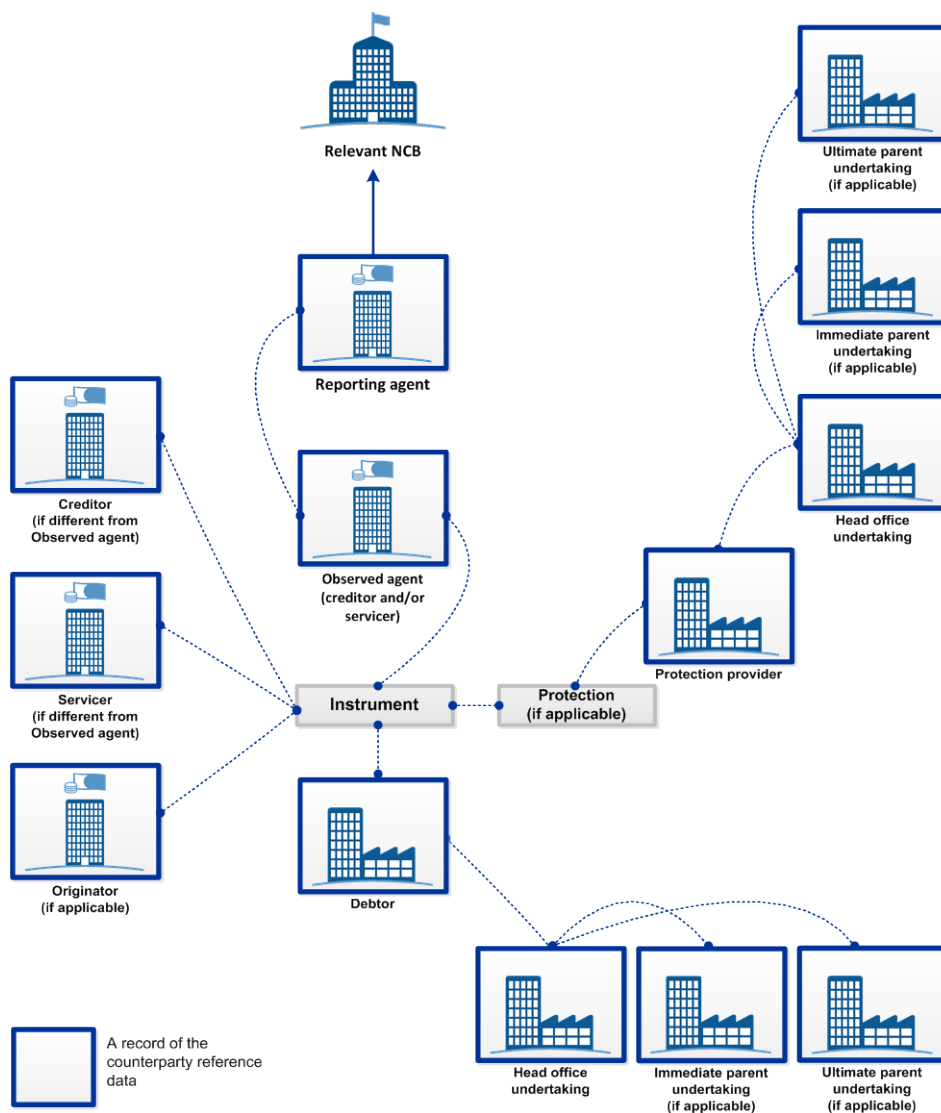 Relevant NCB
Ultimate parent
undertaking
(if applicable)
Reporting agent
Immediate parent
undertaking
(if applicable)
Creditor
(if different from
Observed agent)
Observed agent
(creditor and/or
servicer)
Head office
undertaking
Servicer
(if different from
Observed agent)
Protection provider
Instrument
Protection
(if applicable)
Originator
(if applicable)
Debtor
A record of the
counterparty reference
data
Head office
undertaking
Immediate parent
undertaking
(if applicable)
Ultimate parent
undertaking
(if applicable)